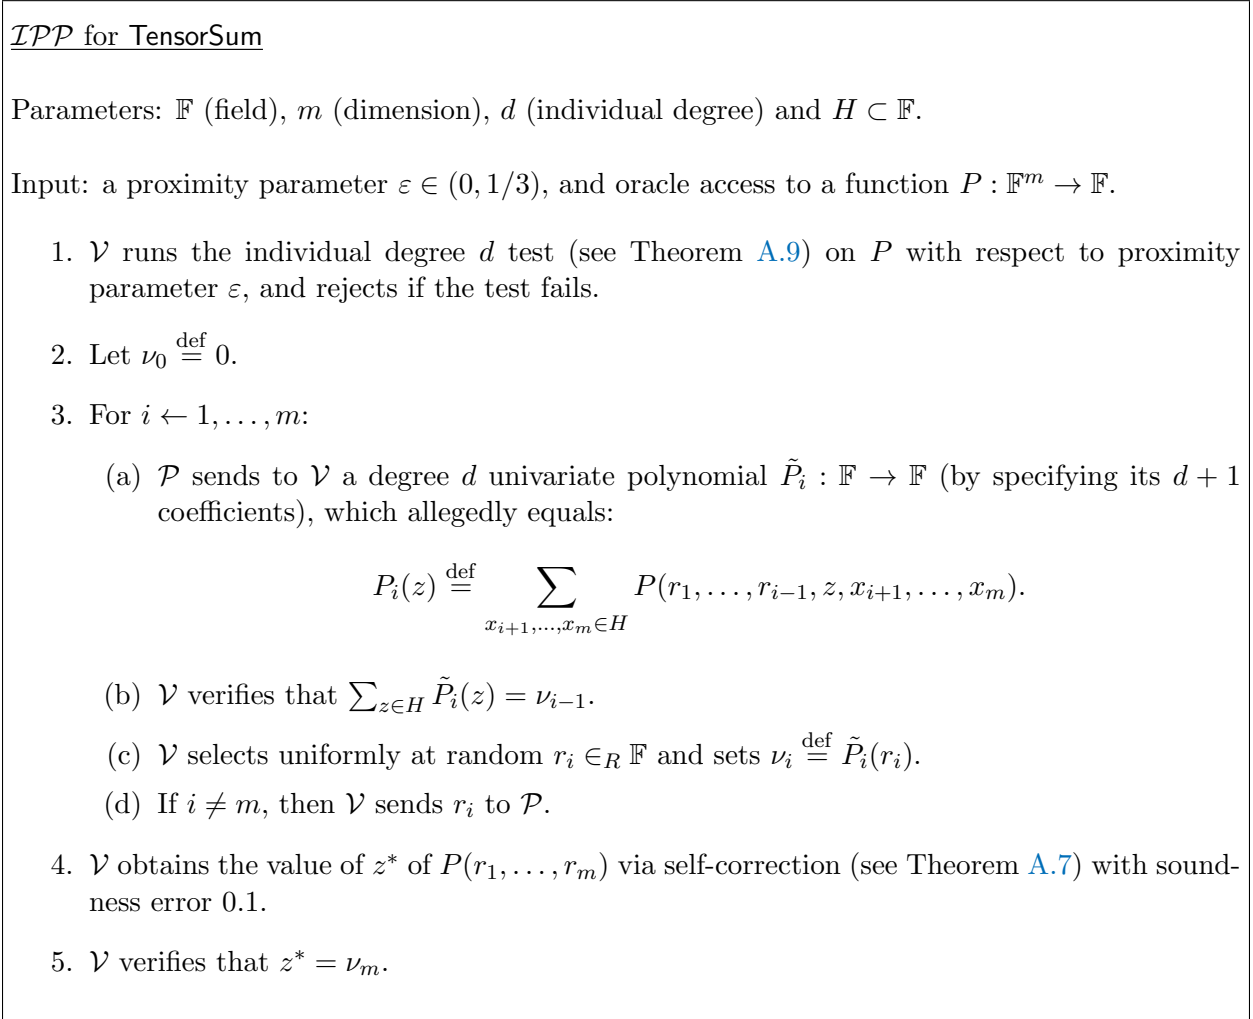 𝓘𝓟𝓟 for TensorSum
Parameters: 𝔽 (field), m (dimension), d (individual degree) and H ⊂ 𝔽.
Input: a proximity parameter ε ∈ (0, 1/3), and oracle access to a function P : 𝔽^m → 𝔽.
1. 𝒱 runs the individual degree d test (see Theorem A.9) on P with respect to proximity
parameter ε, and rejects if the test fails.
2. Let ν_0 def= 0.
3. For i ← 1, . . . , m:
(a) 𝒫 sends to 𝒱 a degree d univariate polynomial P̃_i : 𝔽 → 𝔽 (by specifying its d + 1
coefficients), which allegedly equals:
P_i(z) def= ∑_{x_{i+1},...,x_m∈H} P(r_1, . . . , r_{i−1}, z, x_{i+1}, . . . , x_m).
(b) 𝒱 verifies that ∑_{z∈H} P̃_i(z) = ν_{i−1}.
(c) 𝒱 selects uniformly at random r_i ∈_R 𝔽 and sets ν_i def= P̃_i(r_i).
(d) If i ≠ m, then 𝒱 sends r_i to 𝒫.
4. 𝒱 obtains the value of z* of P(r_1, . . . , r_m) via self-correction (see Theorem A.7) with sound-
ness error 0.1.
5. 𝒱 verifies that z* = ν_m.